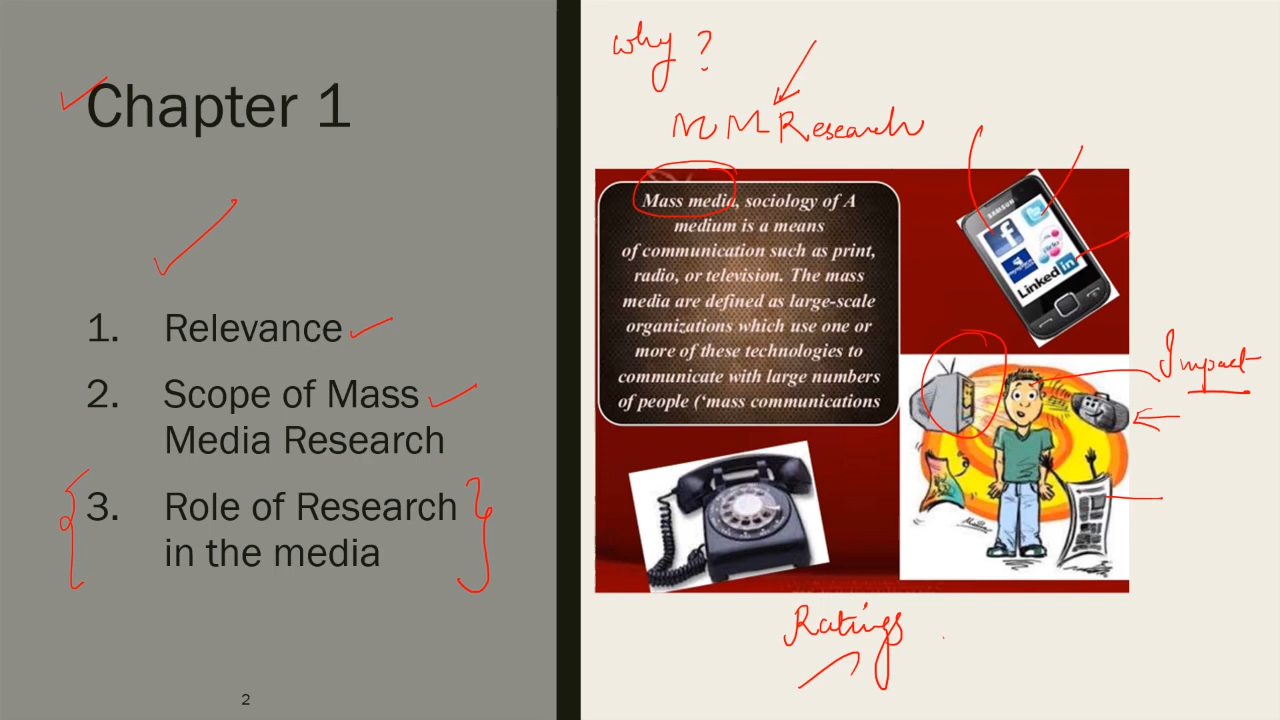 Chapter 1
1. Relevance
2. Scope of Mass
Media Research
3. Role of Research
in the media
2
Why ?
MM Research
Mass media, sociology of A
medium is a means
of communication such as print,
radio, or television. The mass
media are defined as large-scale
organizations which use one or
more of these technologies to
communicate with large numbers
of people (‘mass communications
SAMSUNG
f
Linked in
Impact
Ratings